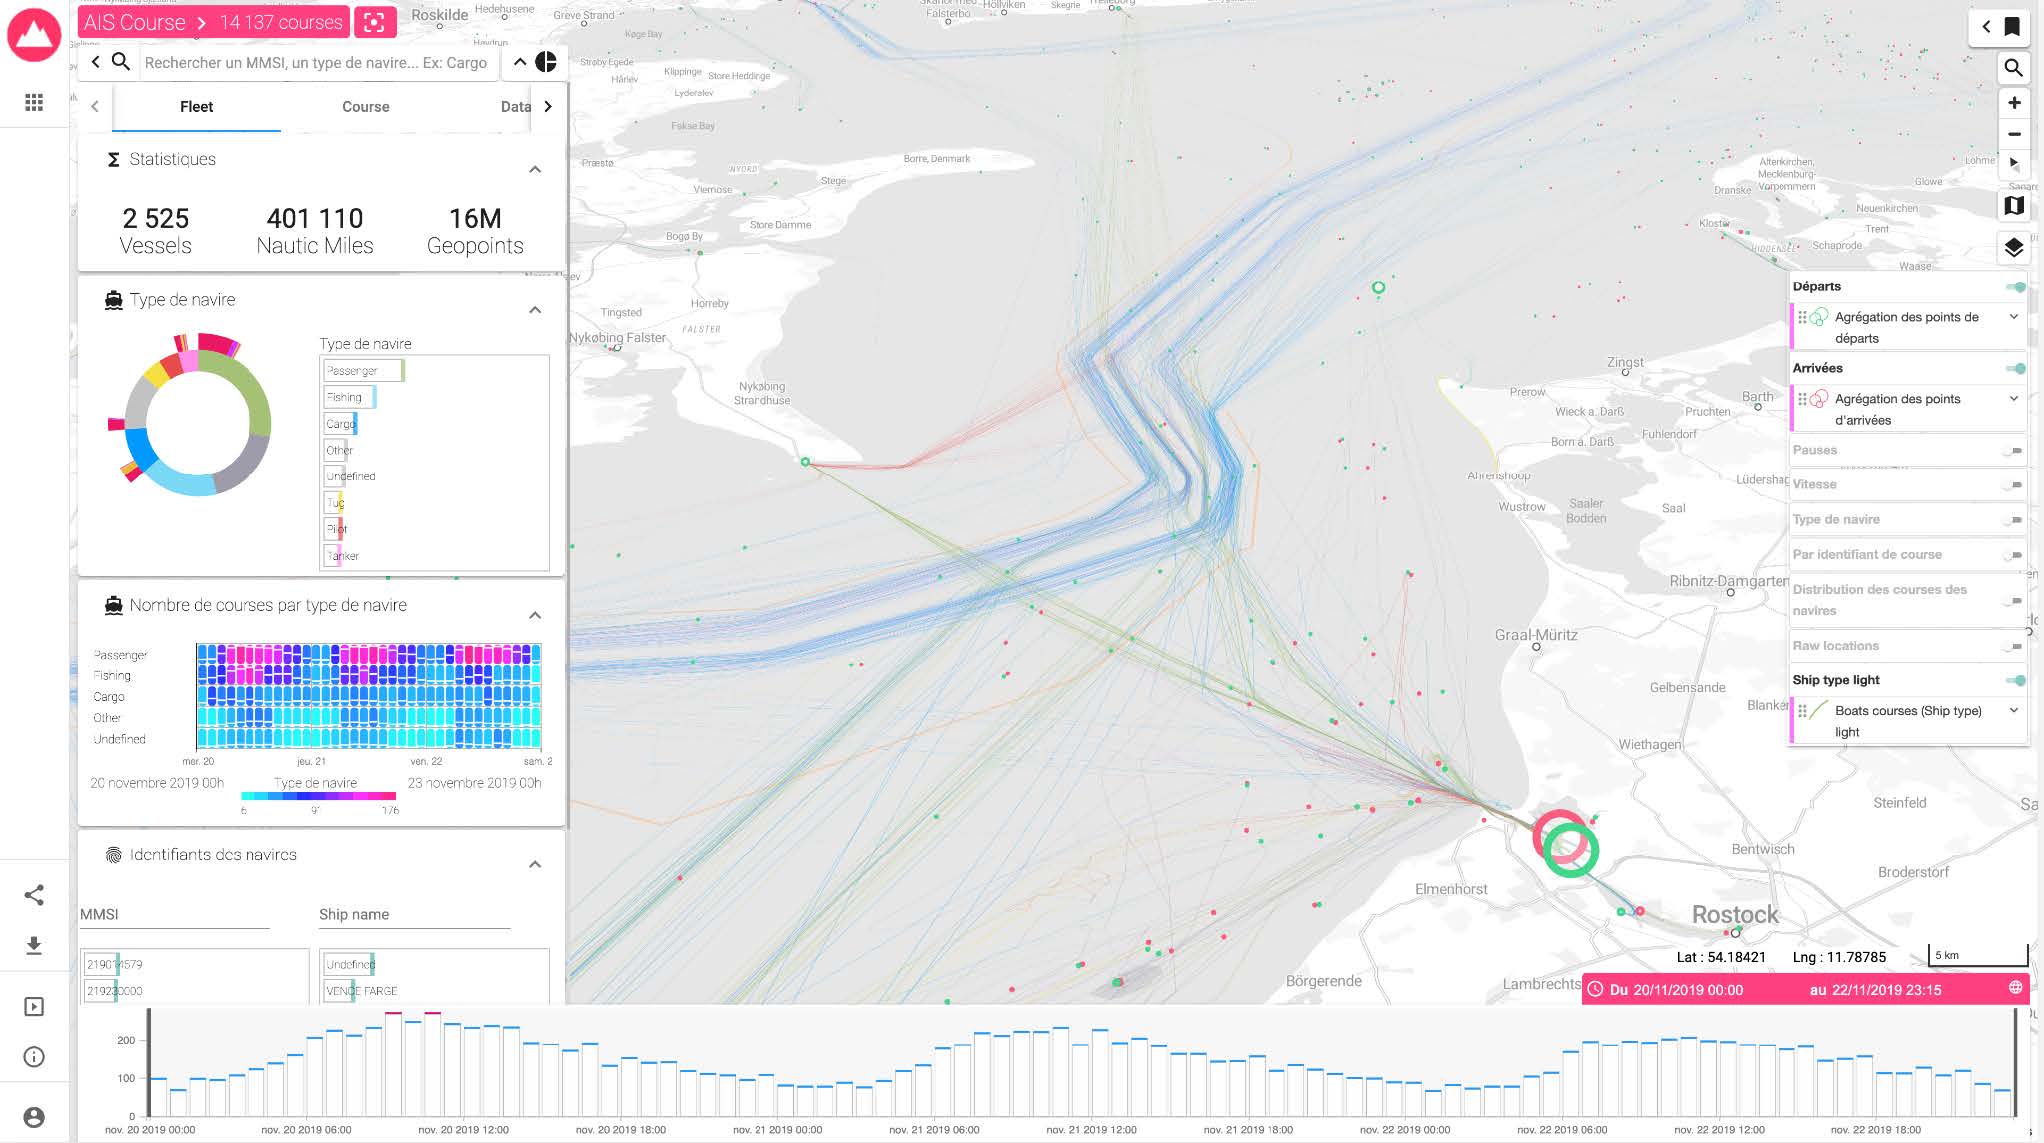 AIS Course > 14 137 courses
Rechercher un MMSI, un type de navire... Ex: Cargo
Fleet
Course
Data
Statistiques
2 525
Vessels
401 110
Nautic Miles
16M
Geopoints
Type de navire
Type de navire
Passenger
Fishing
Cargo
Other
Undefined
Tug
Pilot
Tanker
Nombre de courses par type de navire
Passenger
Fishing
Cargo
Other
Undefined
mer. 20
jeu. 21
ven. 22
sam. 2
20 novembre 2019 00h
Type de navire
23 novembre 2019 00h
6
176
Identifiants des navires
MMSI
Ship name
219014579
Undefined
219230000
VENCE FARGE
Roskilde
Hedehusene
Greve Strand
Køge Bay
Strøby Egede
Hårlev
Klippinge
Store Heddinge
Lyderslev
Fakse Bay
Præstø
NYORD
Borre, Denmark
Stege
Viemose
Store Damme
Bogø By
Horreby
Tingsted
FALSTER
Nykøbing Falster
Nykøbing
Strandhuse
Falsterbo
Höllviken
Skegrie
Trelleborg
Altenkirchen,
Mecklenburg-
Vorpommern
Lohme
Dranske
Glowe
Neuenkirchen
Kloster
Trent
HIDDENSEE
Schaprode
Waase
Zingst
Prerow
Barth
Wieck a. Darß
Pruchten
Fuhlendorf
Born a. Darß
Ahrenshoop
Saaler
Bodden
Wustrow
Saal
Ribnitz-Damgarten
Graal-Müritz
Gelbensande
Wiethagen
Steinfeld
Bentwisch
Broderstorf
Elmenhorst
Rostock
Börgerende
Lambrechts
Départs
Agrégation des points de
départs
Arrivées
Agrégation des points
d'arrivées
Pauses
Vitesse
Type de navire
Par identifiant de course
Distribution des courses des
navires
Raw locations
Ship type light
Boats courses (Ship type)
light
Lat : 54.18421
Lng : 11.78785
5 km
Du 20/11/2019 00:00
au 22/11/2019 23:15
200
100
0
nov. 20 2019 00:00
nov. 20 2019 06:00
nov. 20 2019 12:00
nov. 20 2019 18:00
nov. 21 2019 00:00
nov. 21 2019 06:00
nov. 21 2019 12:00
nov. 21 2019 18:00
nov. 22 2019 00:00
nov. 22 2019 06:00
nov. 22 2019 12:00
nov. 22 2019 18:00